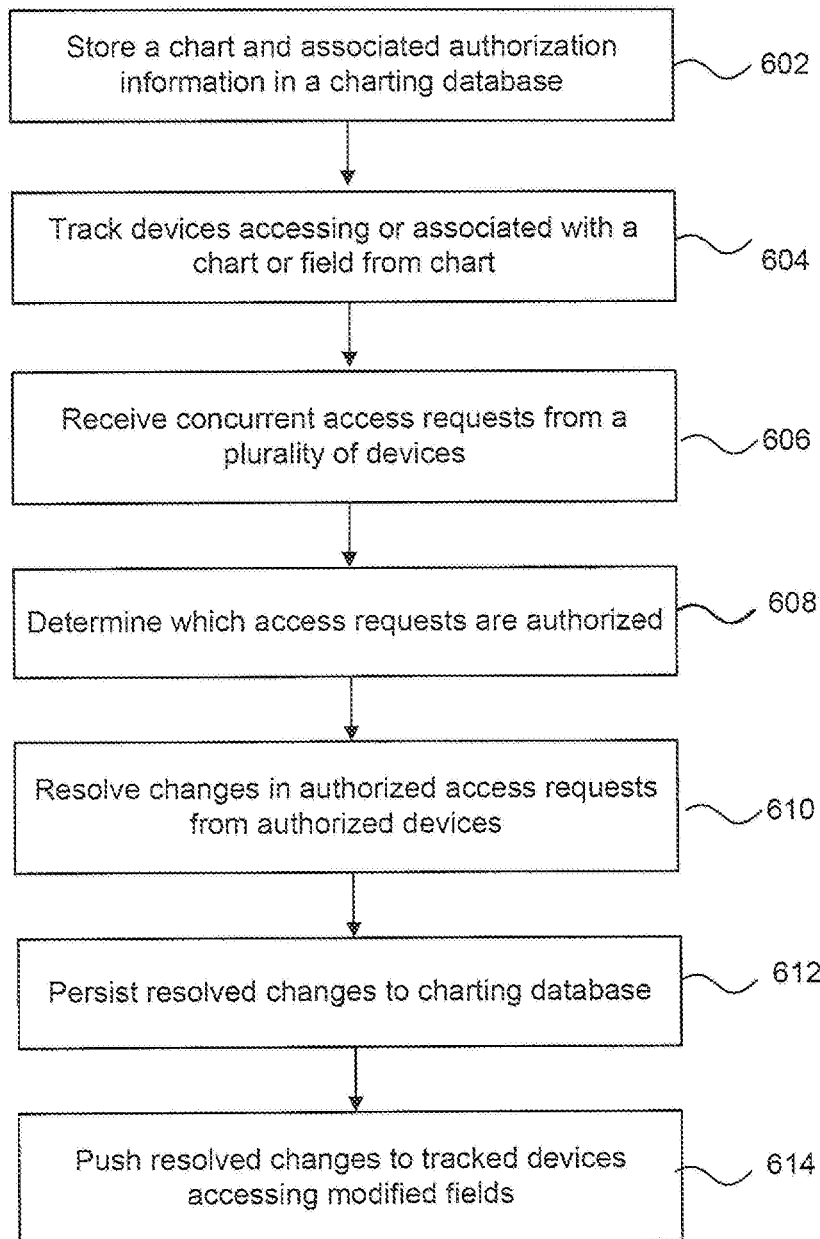 Store a chart and associated authorization
information in a charting database
602
Track devices accessing or associated with a
chart or field from chart
604
Receive concurrent access requests from a
plurality of devices
606
Determine which access requests are authorized
608
Resolve changes in authorized access requests
from authorized devices
610
Persist resolved changes to charting database
612
Push resolved changes to tracked devices
accessing modified fields
614